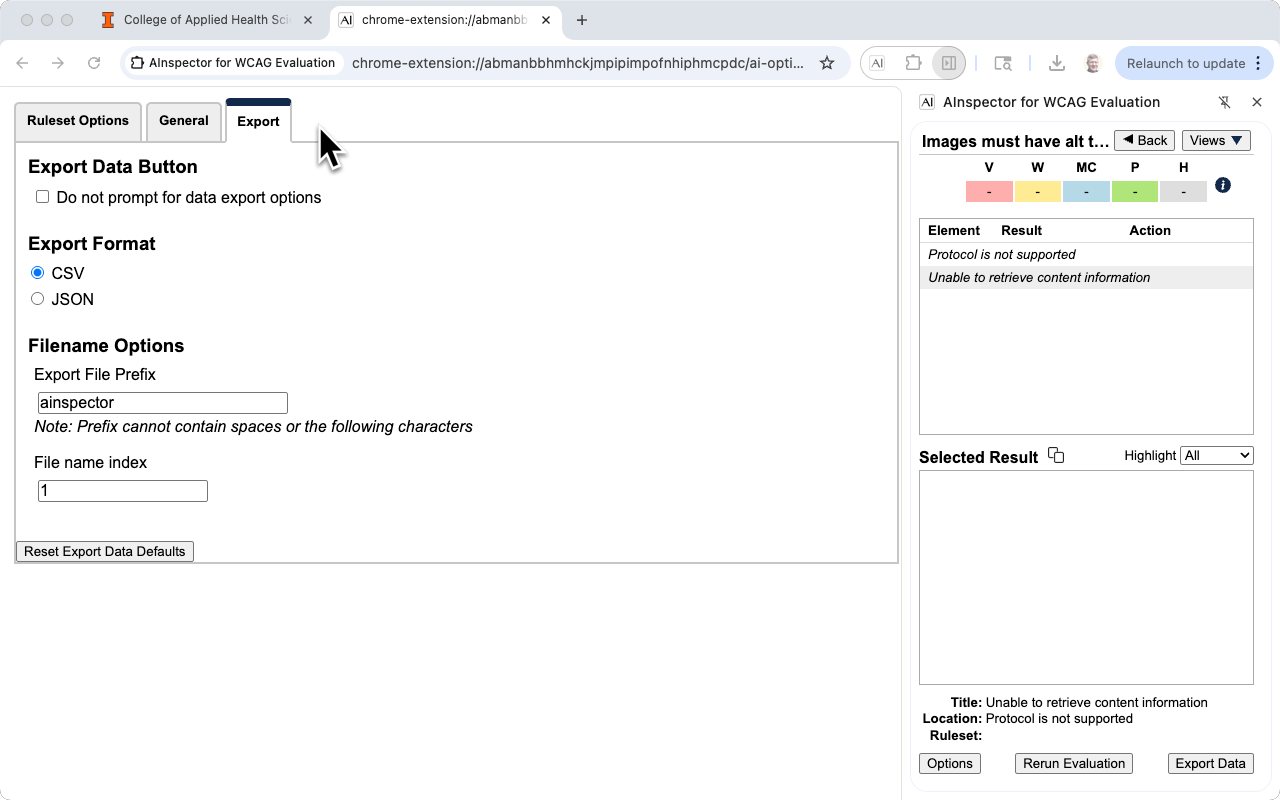 College of Applied Health Sci
AI chrome-extension://abmanbb
AInspector for WCAG Evaluation
chrome-extension://abmanbbhmhckjmpipimpofnhiphmcpdc/ai-opti...
AI
Relaunch to update
Ruleset Options
General
Export
Export Data Button
Do not prompt for data export options
Export Format
CSV
JSON
Filename Options
Export File Prefix
ainspector
Note: Prefix cannot contain spaces or the following characters
File name index
1
Reset Export Data Defaults
AI AInspector for WCAG Evaluation
Images must have alt t...
Back
Views
V W MC P H
- - - - -
i
Element Result Action
Protocol is not supported
Unable to retrieve content information
Selected Result
Highlight All
Title: Unable to retrieve content information
Location: Protocol is not supported
Ruleset:
Options
Rerun Evaluation
Export Data